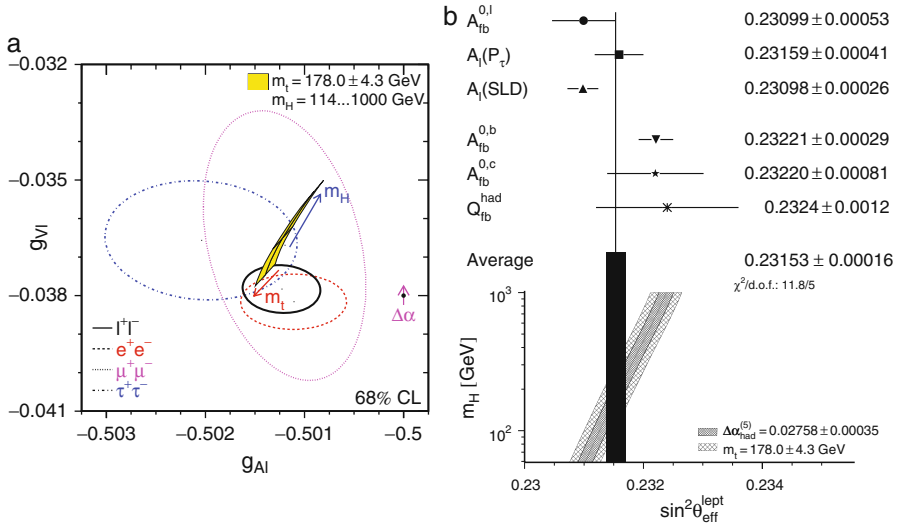 a
−0.032
−0.035
−0.038
−0.041
g_Vl
m_t = 178.0 ± 4.3 GeV
m_H = 114...1000 GeV
m_H
m_t
Δα
l⁺l⁻
e⁺e⁻
μ⁺μ⁻
τ⁺τ⁻
68% CL
−0.503 −0.502 −0.501 −0.5
g_Al
b
A_fb^0,l 0.23099 ± 0.00053
A_l(P_τ) 0.23159 ± 0.00041
A_l(SLD) 0.23098 ± 0.00026
A_fb^0,b 0.23221 ± 0.00029
A_fb^0,c 0.23220 ± 0.00081
Q_fb^had 0.2324 ± 0.0012
Average 0.23153 ± 0.00016
χ²/d.o.f.: 11.8/5
10³
10²
m_H [GeV]
Δα_had^(5) = 0.02758 ± 0.00035
m_t = 178.0 ± 4.3 GeV
0.23 0.232 0.234
sin²θ_eff^lept